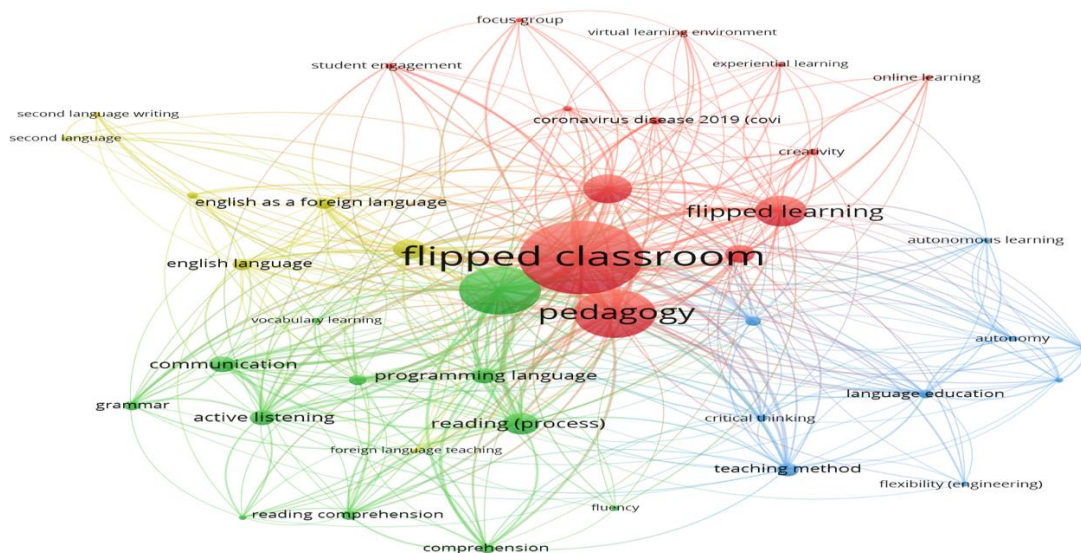 focus group
virtual learning environment
student engagement
experiential learning
online learning
second language writing
coronavirus disease 2019 (covi
second language
creativity
english as a foreign language
flipped learning
autonomous learning
flipped classroom
english language
pedagogy
vocabulary learning
autonomy
communication
programming language
language education
grammar
active listening
reading (process)
critical thinking
foreign language teaching
teaching method
flexibility (engineering)
fluency
reading comprehension
comprehension